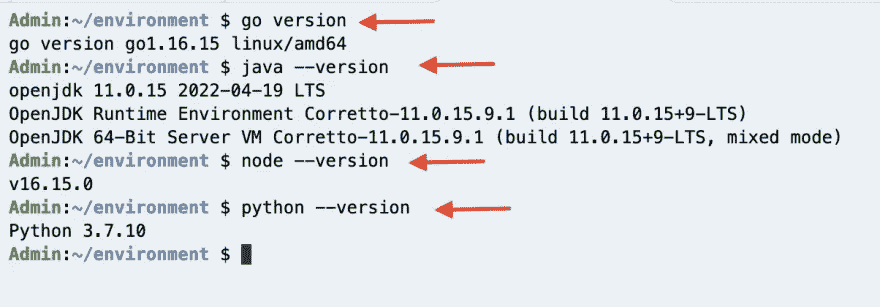 Admin:~/environment $ go version
go version go1.16.15 linux/amd64
Admin:~/environment $ java --version
openjdk 11.0.15 2022-04-19 LTS
OpenJDK Runtime Environment Corretto-11.0.15.9.1 (build 11.0.15+9-LTS)
OpenJDK 64-Bit Server VM Corretto-11.0.15.9.1 (build 11.0.15+9-LTS, mixed mode)
Admin:~/environment $ node --version
v16.15.0
Admin:~/environment $ python --version
Python 3.7.10
Admin:~/environment $